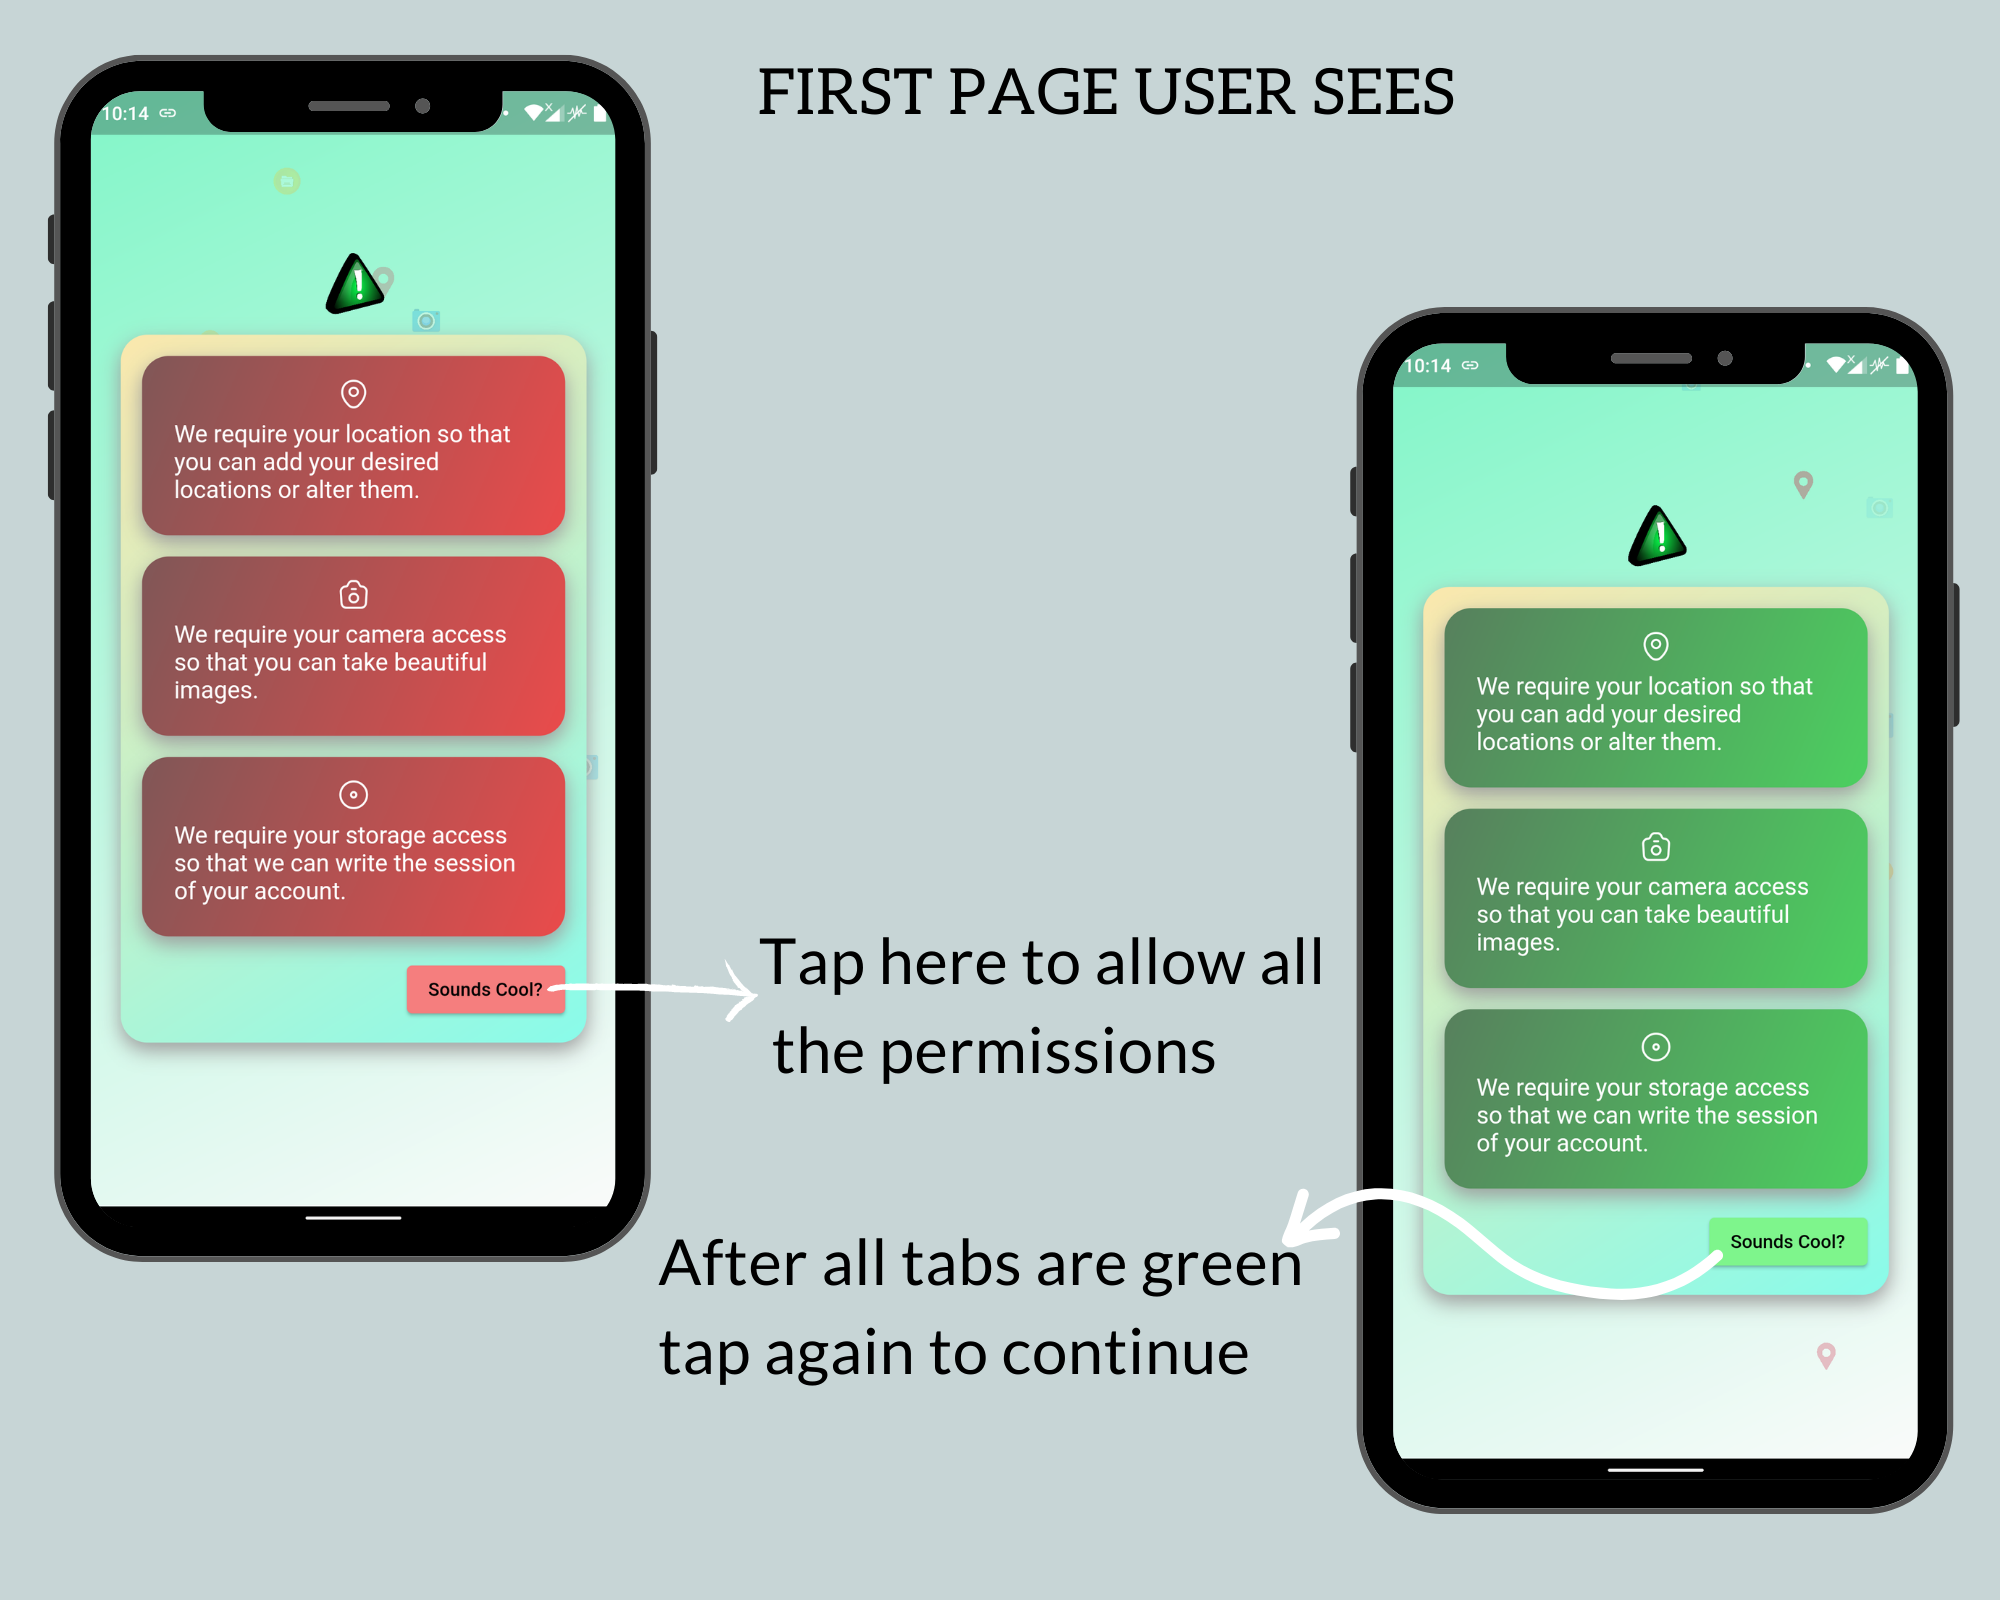 FIRST PAGE USER SEES
10:14
We require your location so that
you can add your desired
locations or alter them.
We require your camera access
so that you can take beautiful
images.
We require your storage access
so that we can write the session
of your account.
Sounds Cool?
Tap here to allow all
the permissions
10:14
We require your location so that
you can add your desired
locations or alter them.
We require your camera access
so that you can take beautiful
images.
We require your storage access
so that we can write the session
of your account.
Sounds Cool?
After all tabs are green
tap again to continue